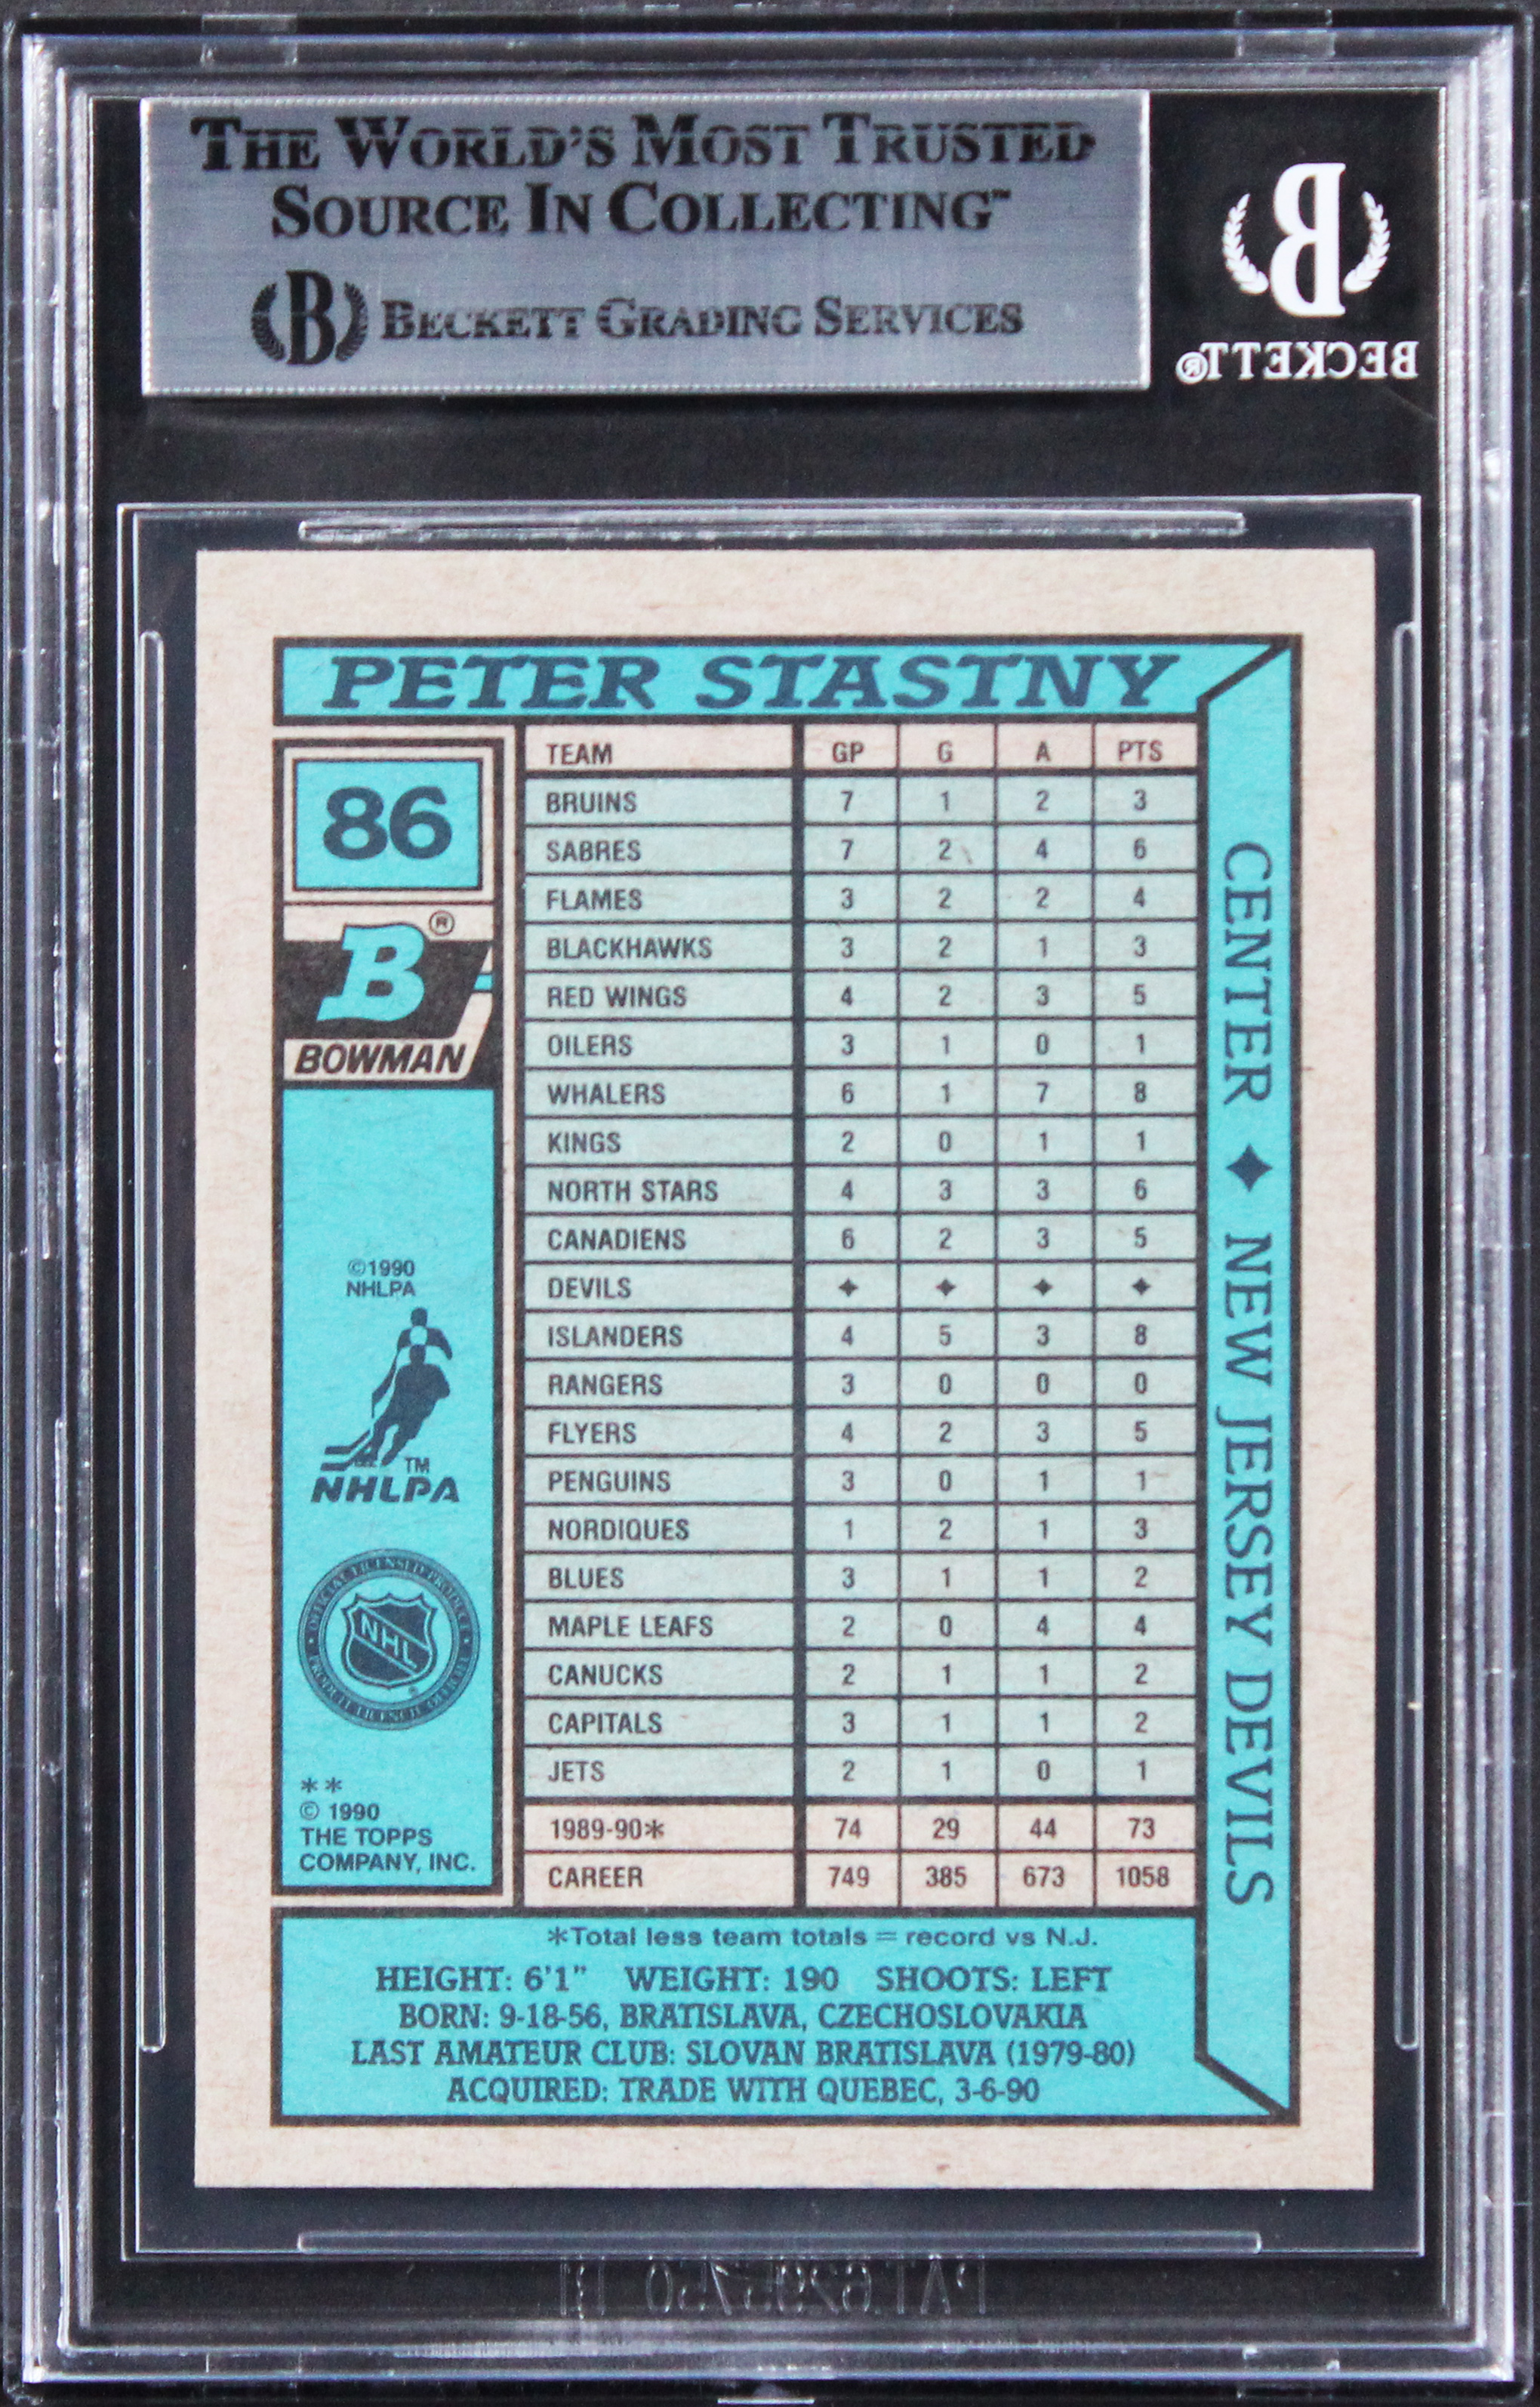 THE WORLD'S MOST TRUSTED
SOURCE IN COLLECTING™
B BECKETT GRADING SERVICES
B
BECKETT®
PETER STASTNY
86
B®
BOWMAN
©1990
NHLPA
TM
NHLPA
NHL
**
© 1990
THE TOPPS
COMPANY, INC.
TEAM GP G A PTS
BRUINS 7 1 2 3
SABRES 7 2 4 6
FLAMES 3 2 2 4
BLACKHAWKS 3 2 1 3
RED WINGS 4 2 3 5
OILERS 3 1 0 1
WHALERS 6 1 7 8
KINGS 2 0 1 1
NORTH STARS 4 3 3 6
CANADIENS 6 2 3 5
DEVILS ✦ ✦ ✦ ✦
ISLANDERS 4 5 3 8
RANGERS 3 0 0 0
FLYERS 4 2 3 5
PENGUINS 3 0 1 1
NORDIQUES 1 2 1 3
BLUES 3 1 1 2
MAPLE LEAFS 2 0 4 4
CANUCKS 2 1 1 2
CAPITALS 3 1 1 2
JETS 2 1 0 1
1989-90* 74 29 44 73
CAREER 749 385 673 1058
CENTER ✦ NEW JERSEY DEVILS
*Total less team totals = record vs N.J.
HEIGHT: 6'1" WEIGHT: 190 SHOOTS: LEFT
BORN: 9-18-56, BRATISLAVA, CZECHOSLOVAKIA
LAST AMATEUR CLUB: SLOVAN BRATISLAVA (1979-80)
ACQUIRED: TRADE WITH QUEBEC, 3-6-90